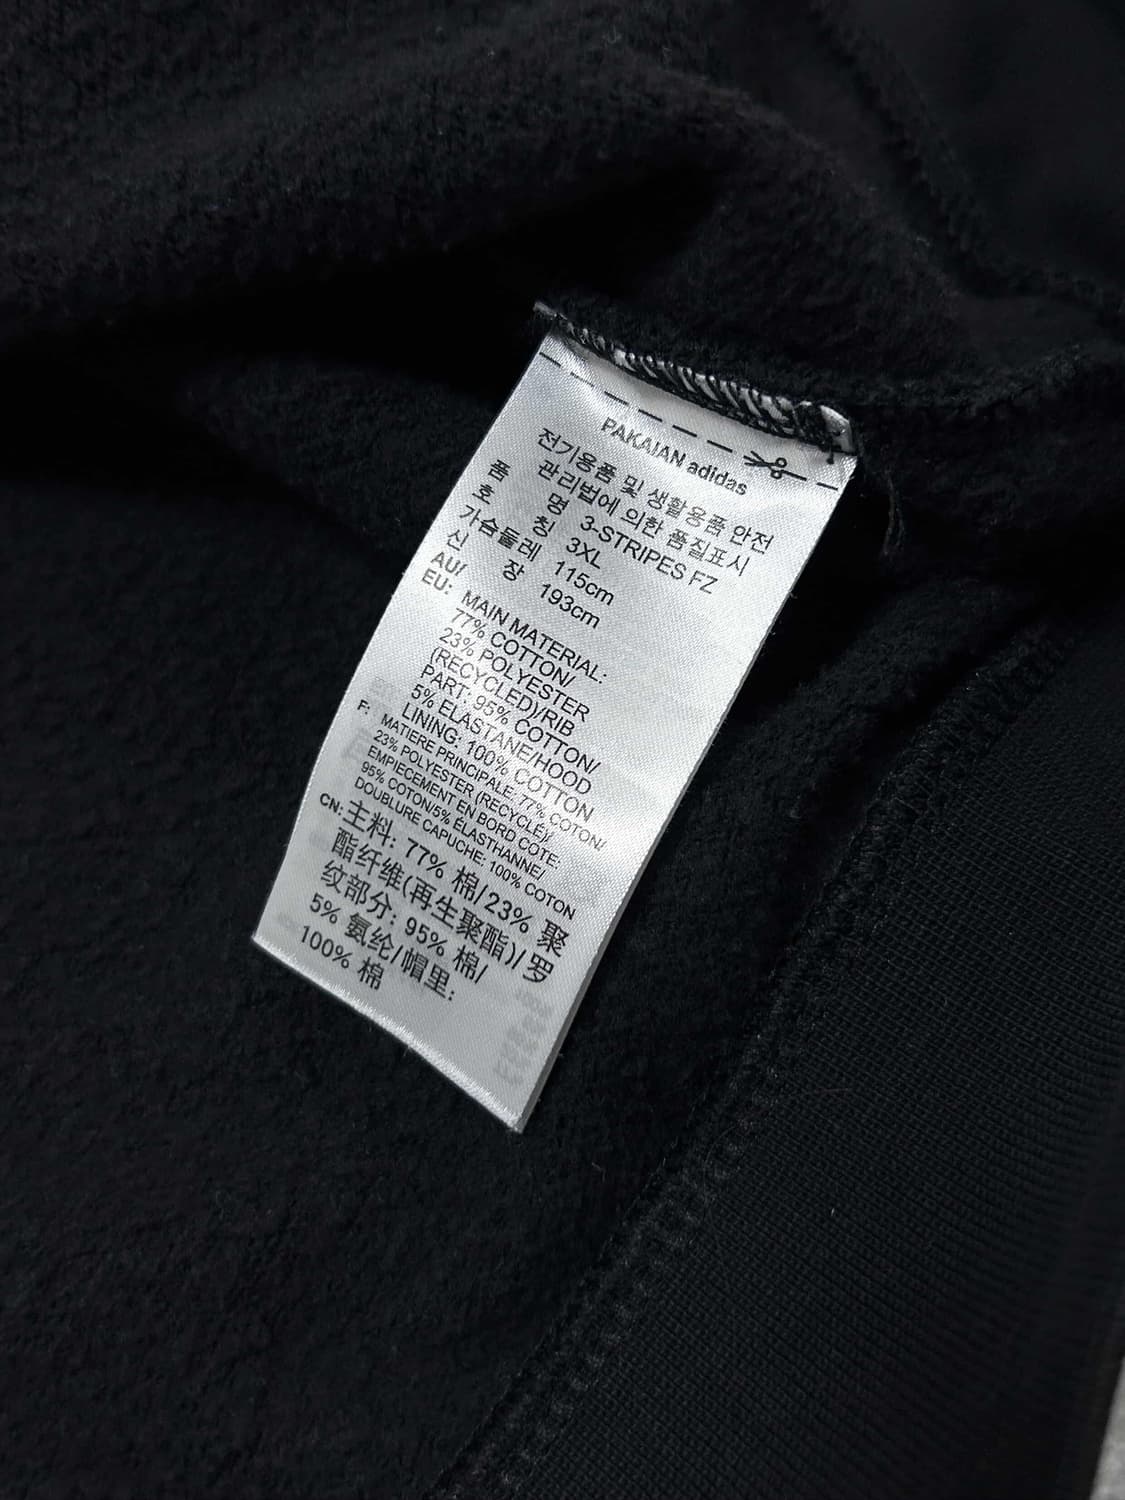 PAKAIAN adidas
전기용품 및 생활용품 안전
관리법에 의한 품질표시
품 명 3-STRIPES FZ
호 칭 3XL
가슴둘레 115cm
신 장 193cm
AU/
EU: MAIN MATERIAL:
77% COTTON/
23% POLYESTER
(RECYCLED)/RIB
PART: 95% COTTON/
5% ELASTANE/HOOD
LINING: 100% COTTON
F: MATIERE PRINCIPALE: 77% COTON/
23% POLYESTER (RECYCLÉ)/
EMPIECEMENT EN BORD COTE:
95% COTON/5% ÉLASTHANNE/
DOUBLURE CAPUCHE: 100% COTON
CN: 主料: 77% 棉/23% 聚
酯纤维(再生聚酯)/罗
纹部分: 95% 棉/
5% 氨纶/帽里:
100% 棉